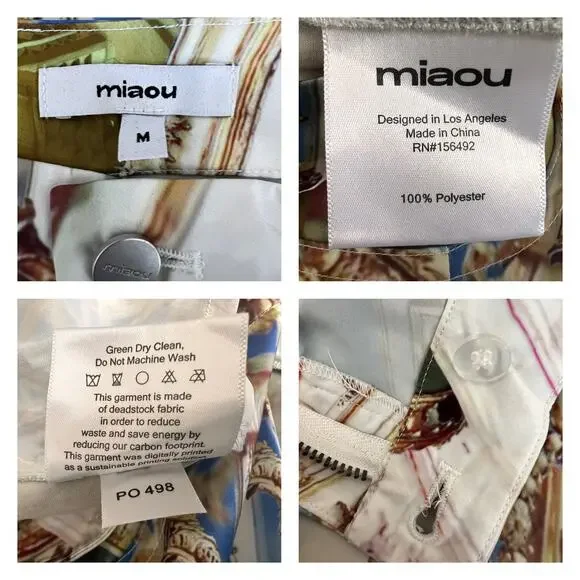 miaou
M
miaou
miaou
Designed in Los Angeles
Made in China
RN#156492
100% Polyester
Green Dry Clean,
Do Not Machine Wash
This garment is made
of deadstock fabric
in order to reduce
waste and save energy by
reducing our carbon footprint.
This garment was digitally printed
as a sustainable printing solution.
PO 498